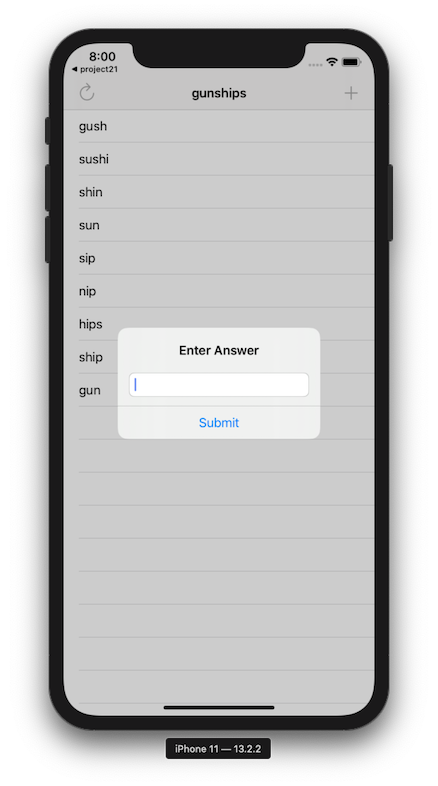 8:00
◀ project21
gunships
gush
sushi
shin
sun
sip
nip
hips
ship
gun
Enter Answer
Submit
iPhone 11 — 13.2.2